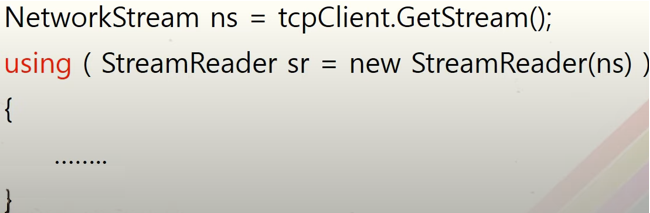 NetworkStream ns = tcpClient.GetStream();
using ( StreamReader sr = new StreamReader(ns) )
{
........
}